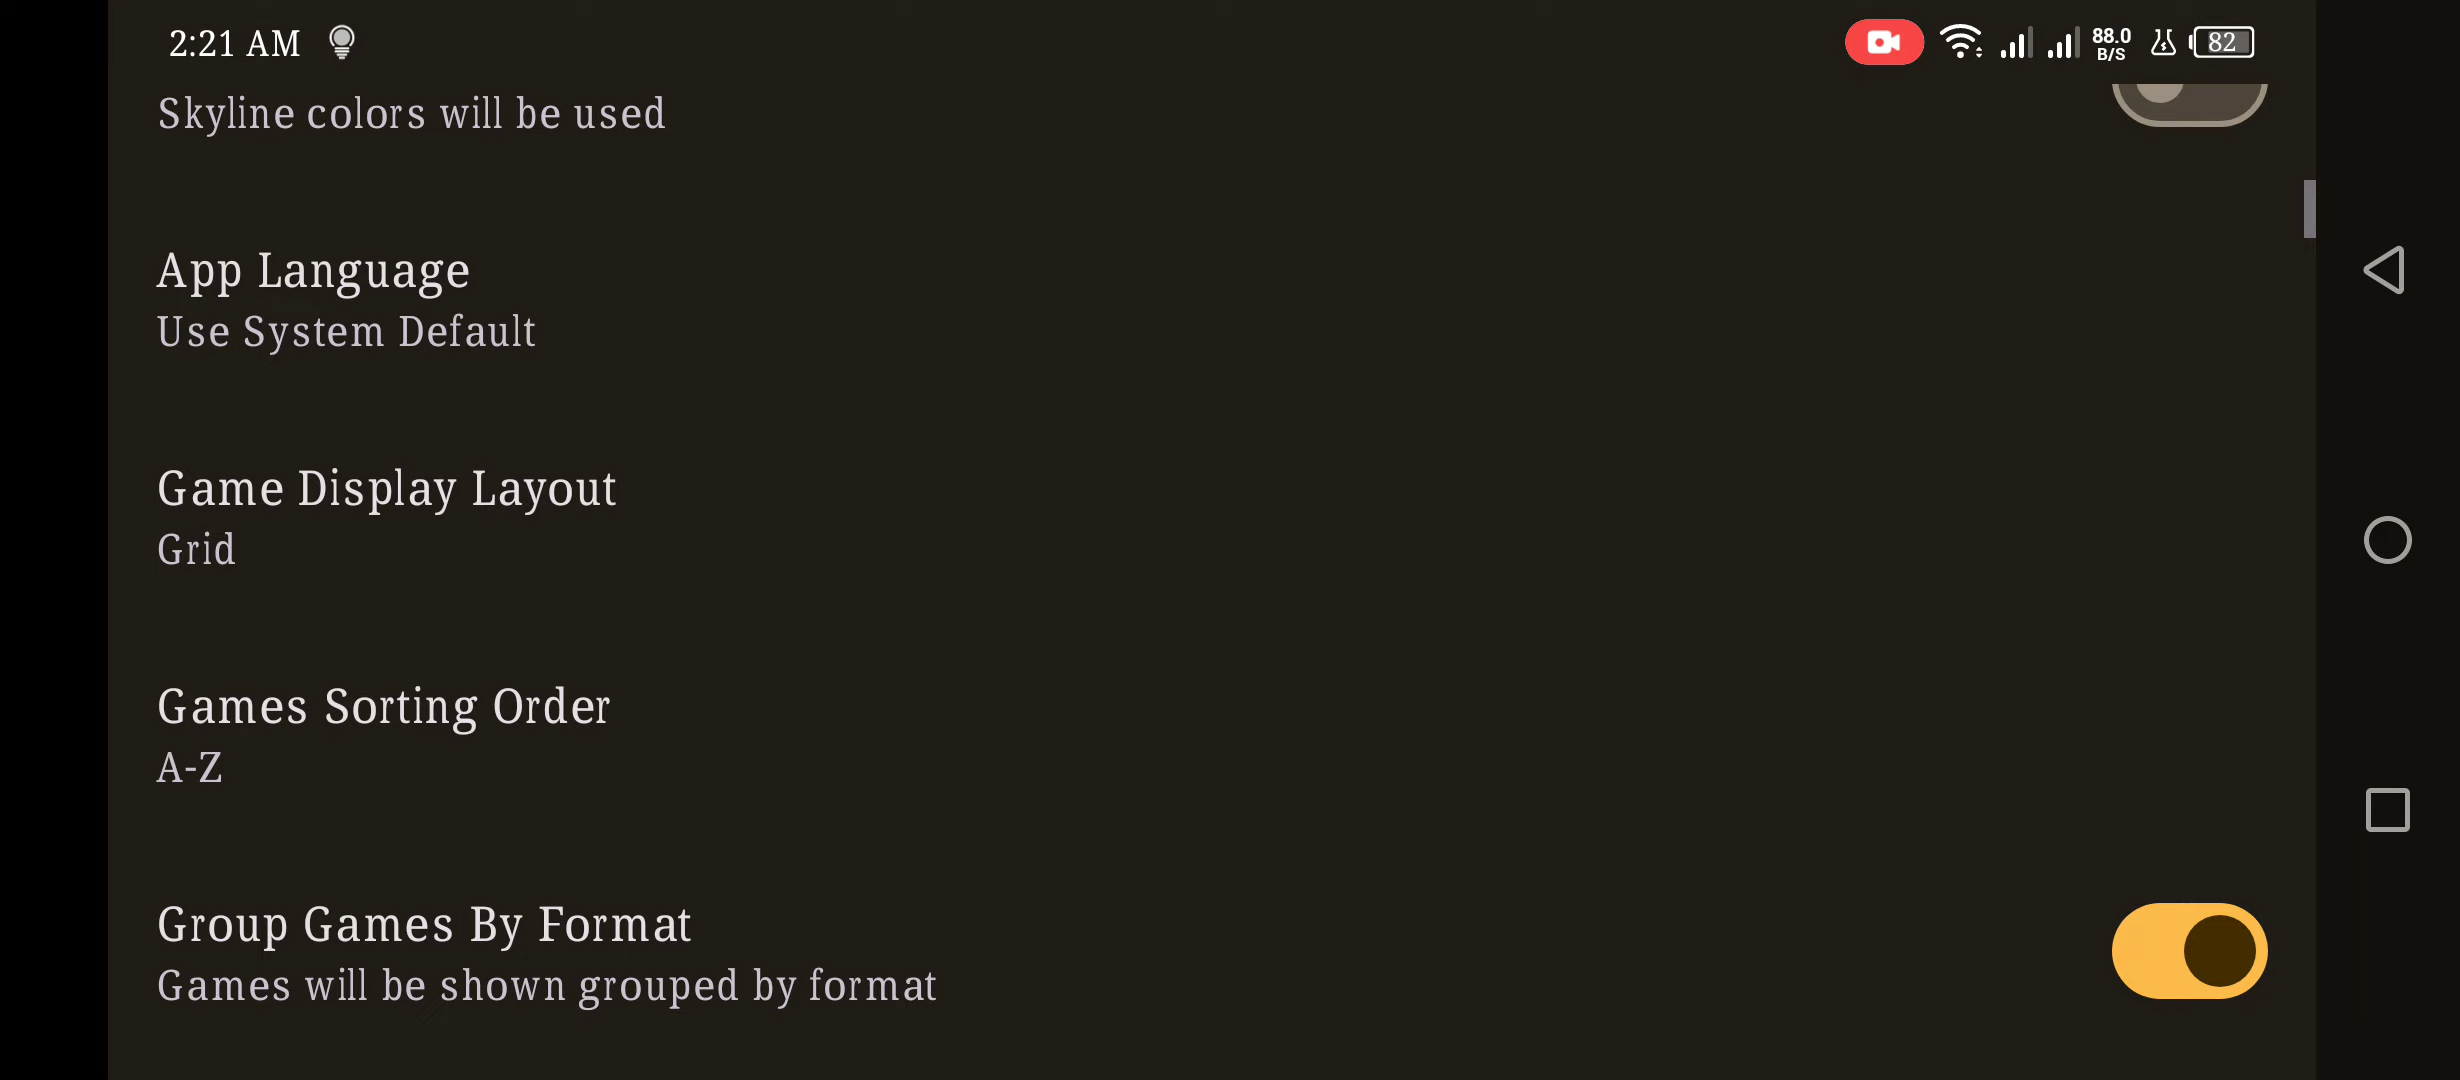 2:21 AM
88.0
B/S
82
Skyline colors will be used
App Language
Use System Default
Game Display Layout
Grid
Games Sorting Order
A-Z
Group Games By Format
Games will be shown grouped by format